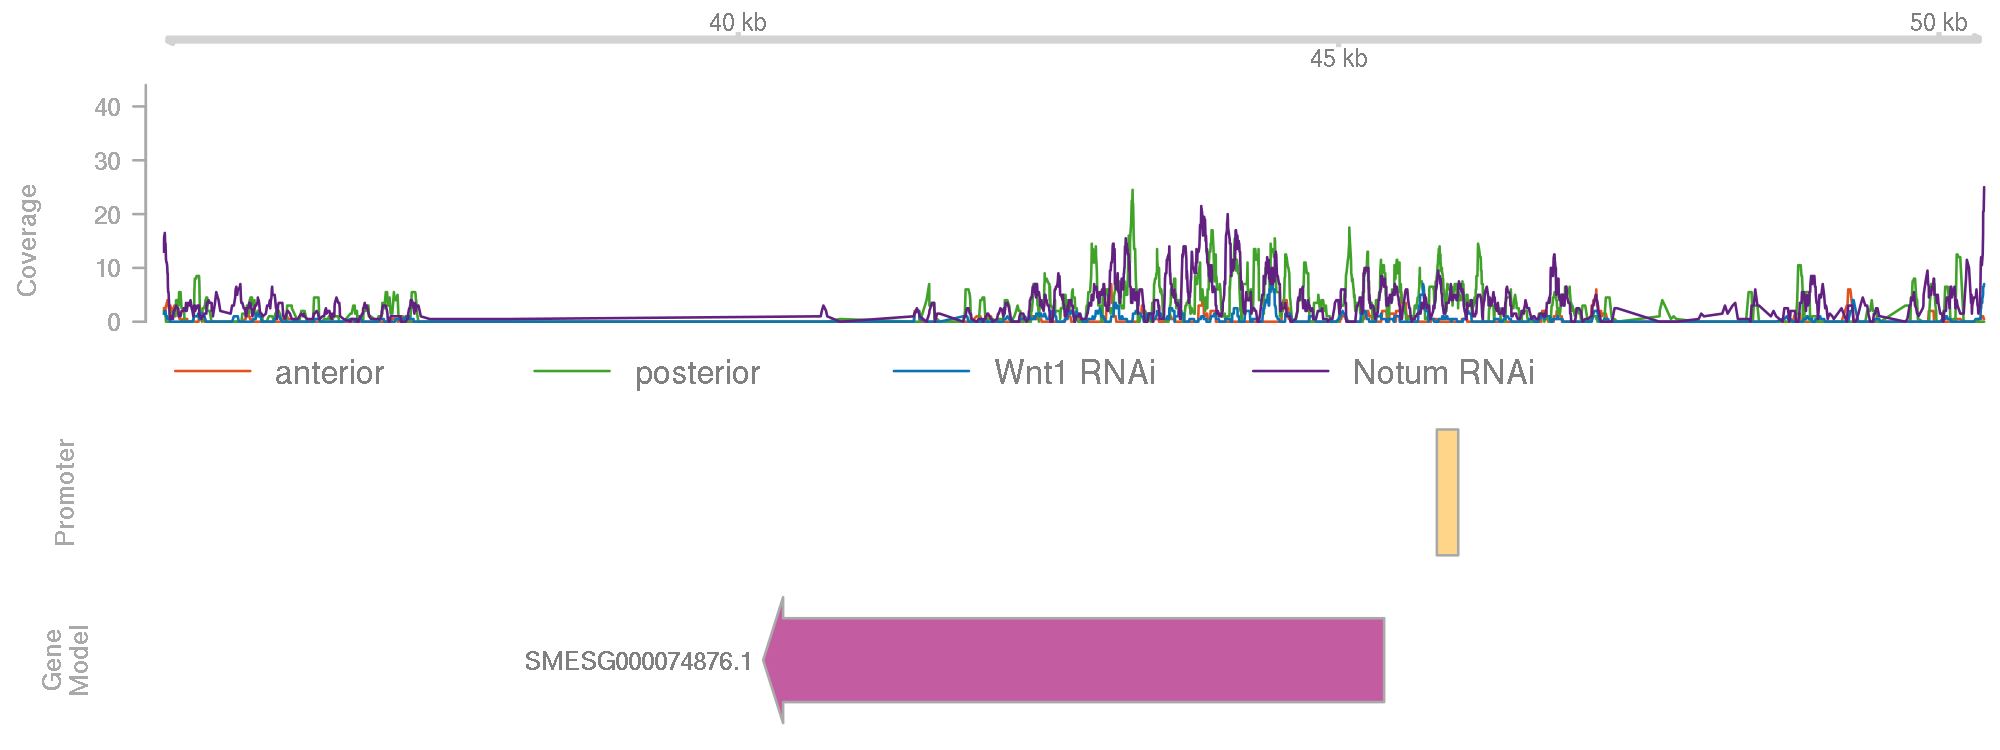 40 kb
50 kb
45 kb
Coverage
40
30
20
10
0
anterior
posterior
Wnt1 RNAi
Notum RNAi
Promoter
Gene
Model
SMESG000074876.1